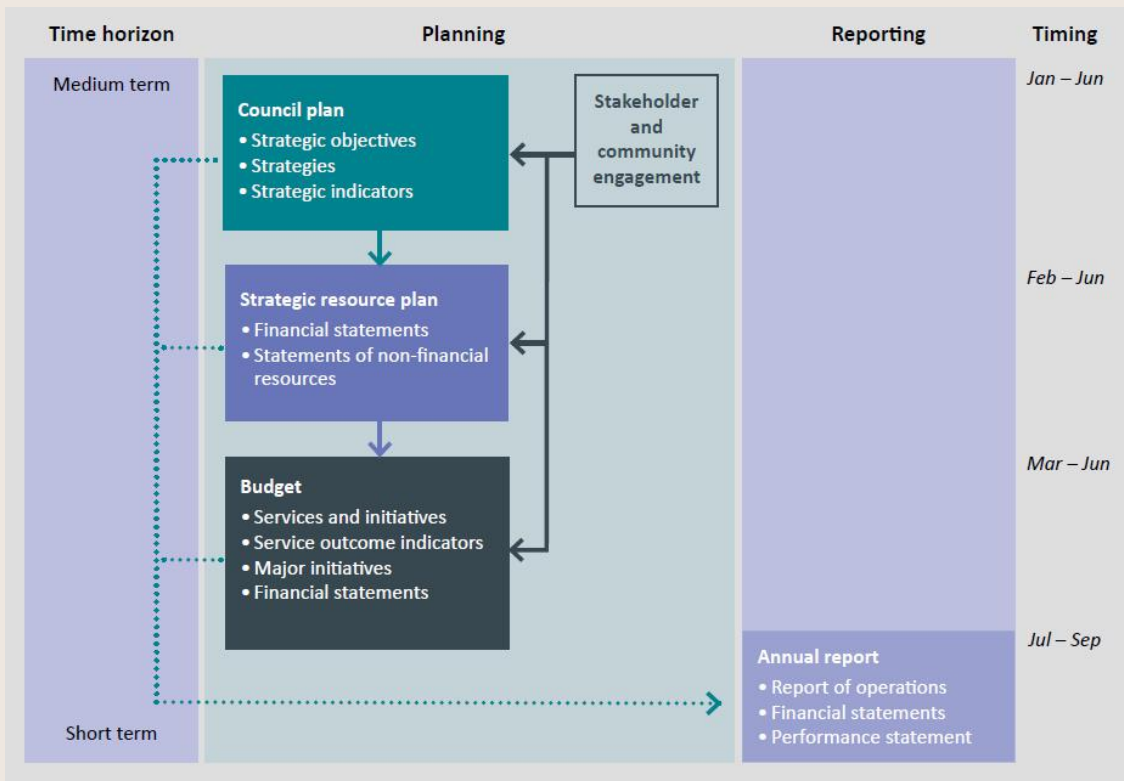 Time horizon
Planning
Reporting
Timing
Medium term
Council plan
• Strategic objectives
• Strategies
• Strategic indicators
Stakeholder
and
community
engagement
Jan – Jun
Strategic resource plan
• Financial statements
• Statements of non-financial
resources
Feb – Jun
Budget
• Services and initiatives
• Service outcome indicators
• Major initiatives
• Financial statements
Mar – Jun
Annual report
• Report of operations
• Financial statements
• Performance statement
Jul – Sep
Short term